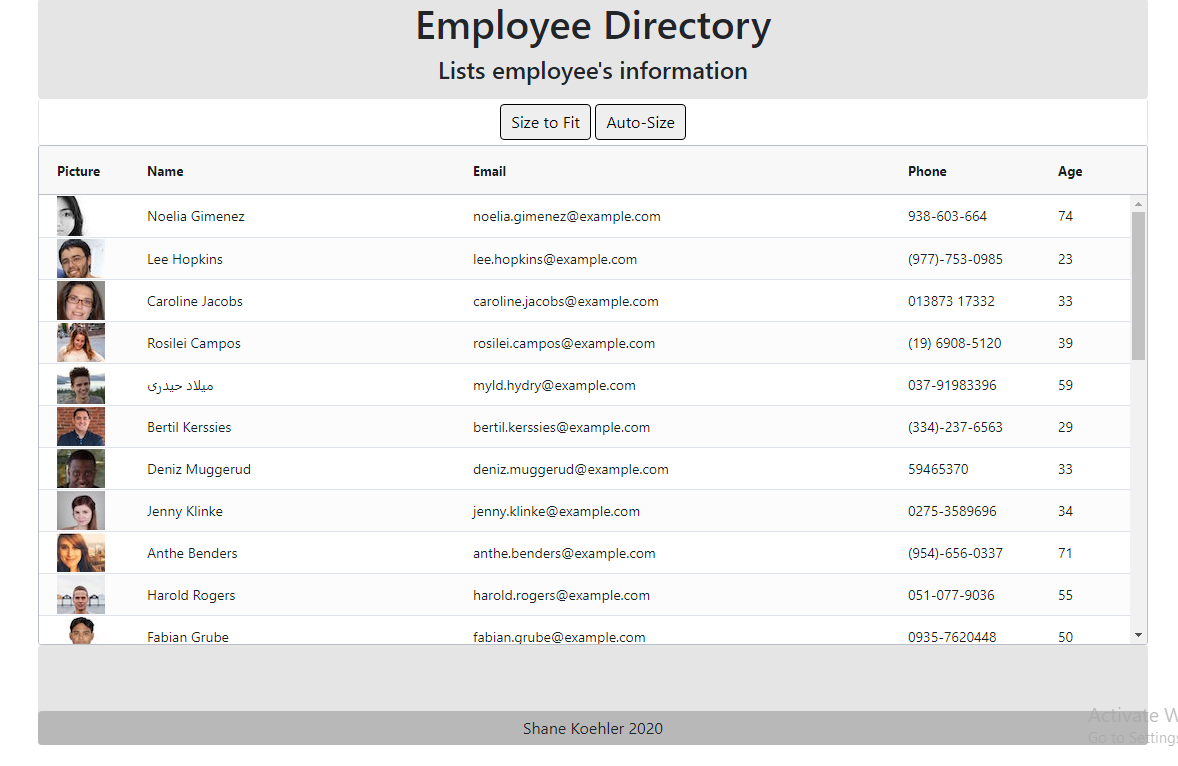 Employee Directory
Lists employee's information
Size to Fit Auto-Size
Picture Name Email Phone Age
Noelia Gimenez noelia.gimenez@example.com 938-603-664 74
Lee Hopkins lee.hopkins@example.com (977)-753-0985 23
Caroline Jacobs caroline.jacobs@example.com 013873 17332 33
Rosilei Campos rosilei.campos@example.com (19) 6908-5120 39
میلاد حیدری myld.hydry@example.com 037-91983396 59
Bertil Kerssies bertil.kerssies@example.com (334)-237-6563 29
Deniz Muggerud deniz.muggerud@example.com 59465370 33
Jenny Klinke jenny.klinke@example.com 0275-3589696 34
Anthe Benders anthe.benders@example.com (954)-656-0337 71
Harold Rogers harold.rogers@example.com 051-077-9036 55
Fabian Grube fabian.grube@example.com 0935-7620448 50
Activate W
Shane Koehler 2020
Go to Settings